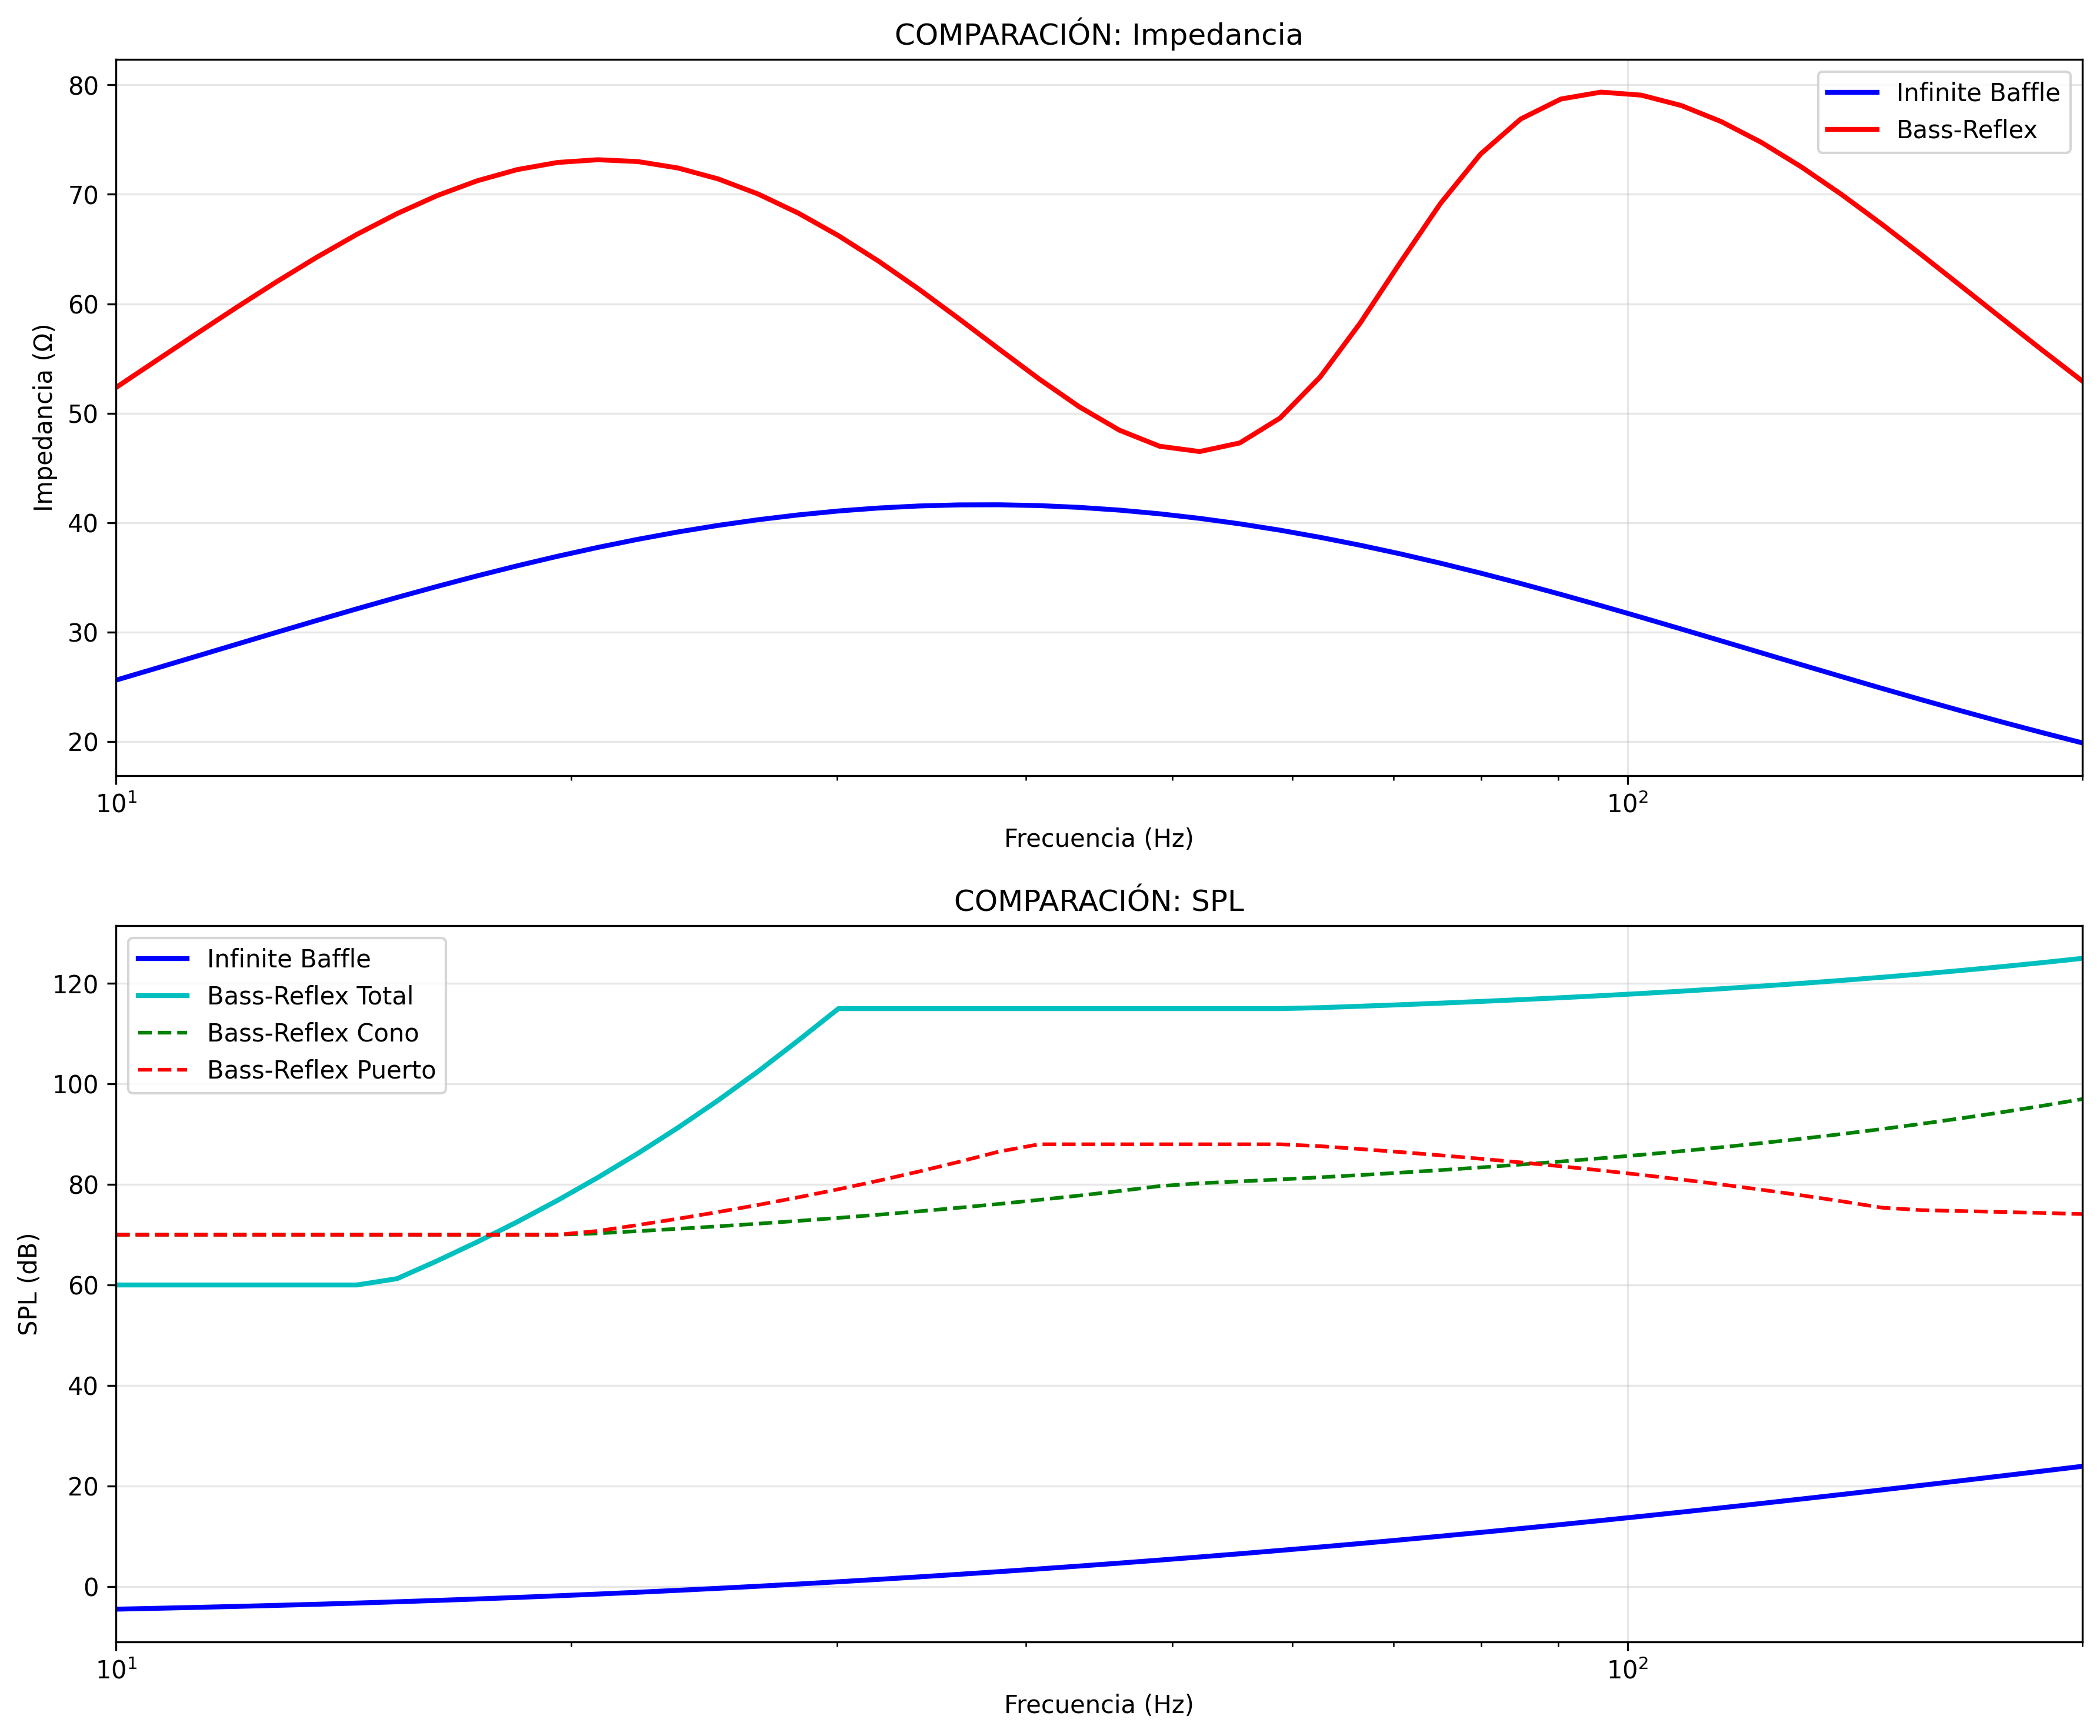 COMPARACIÓN: Impedancia
Impedancia (Ω)
80
70
60
50
40
30
20
Infinite Baffle
Bass-Reflex
10¹
10²
Frecuencia (Hz)
COMPARACIÓN: SPL
SPL (dB)
120
100
80
60
40
20
0
Infinite Baffle
Bass-Reflex Total
Bass-Reflex Cono
Bass-Reflex Puerto
10¹
10²
Frecuencia (Hz)